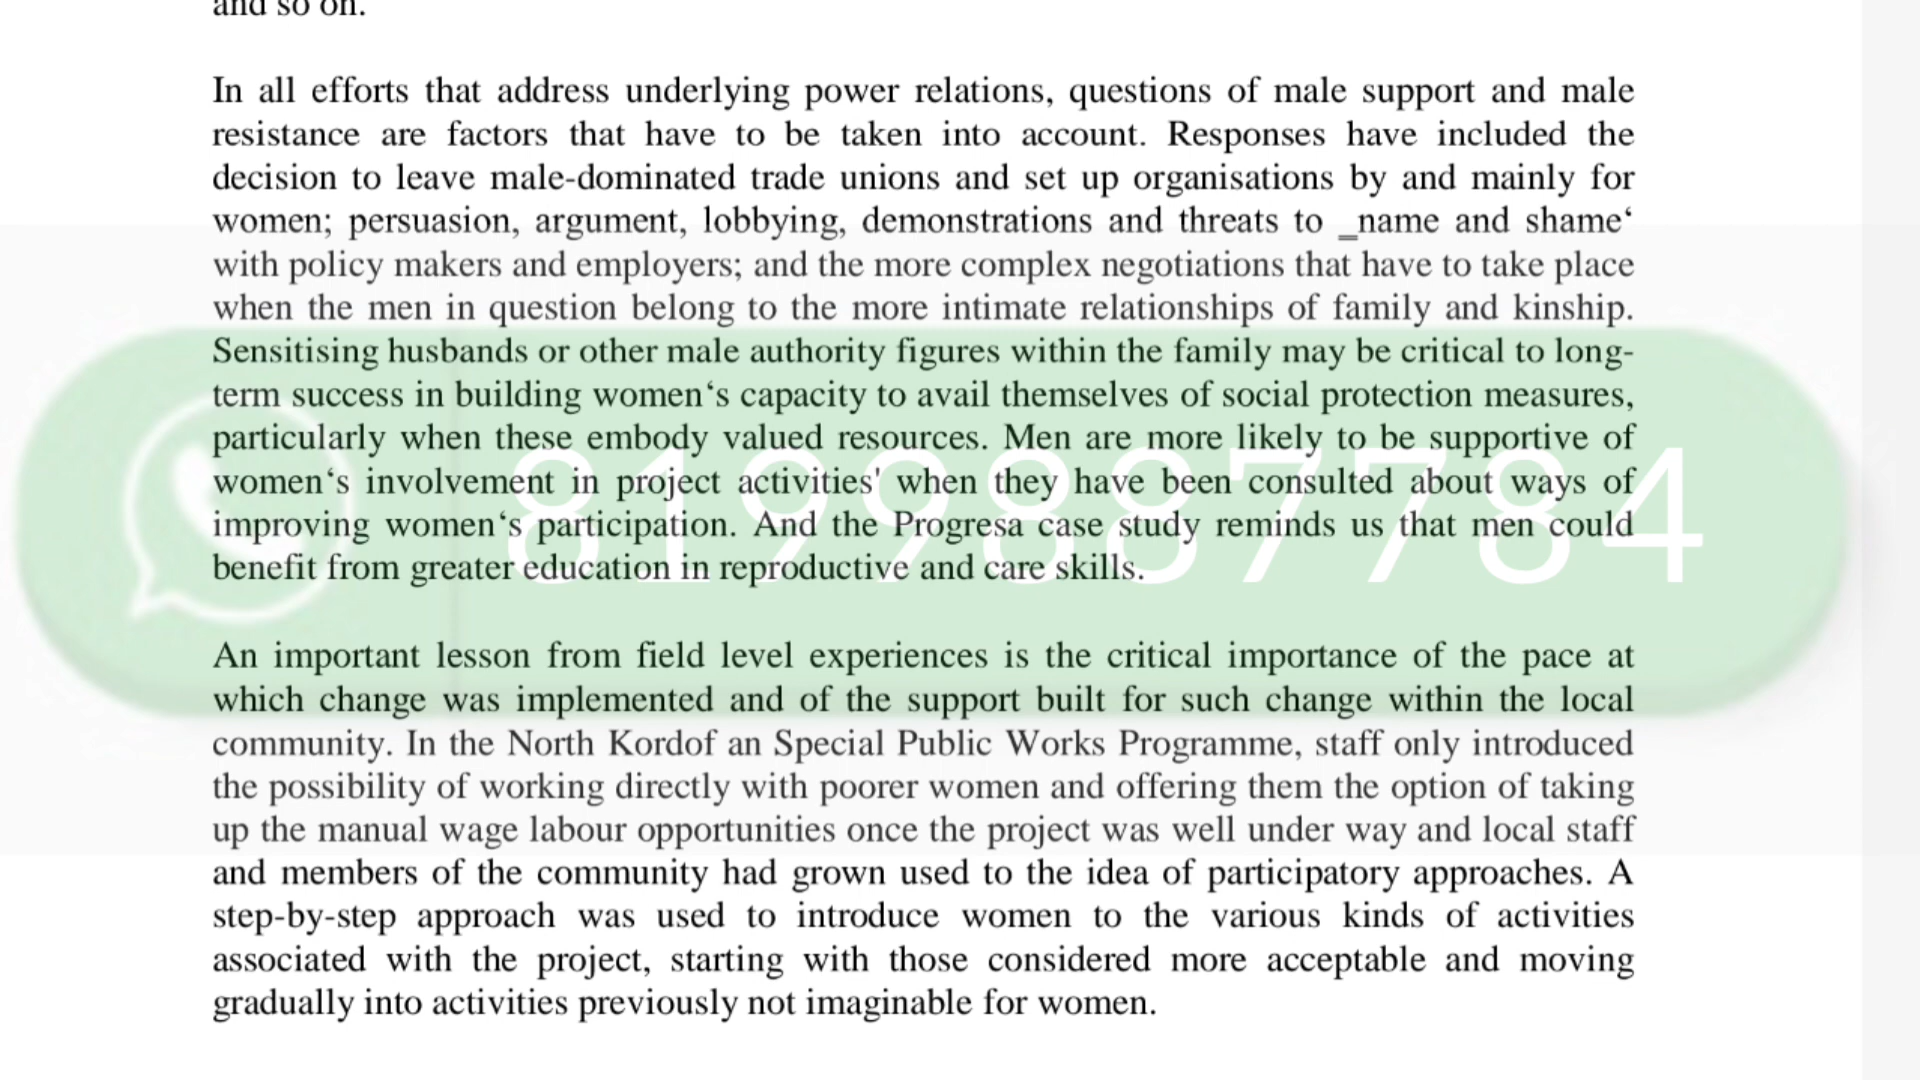 and so on.
In all efforts that address underlying power relations, questions of male support and male
resistance are factors that have to be taken into account. Responses have included the
decision to leave male-dominated trade unions and set up organisations by and mainly for
women; persuasion, argument, lobbying, demonstrations and threats to _name and shame‘
with policy makers and employers; and the more complex negotiations that have to take place
when the men in question belong to the more intimate relationships of family and kinship.
Sensitising husbands or other male authority figures within the family may be critical to long-
term success in building women‘s capacity to avail themselves of social protection measures,
particularly when these embody valued resources. Men are more likely to be supportive of
women‘s involvement in project activities' when they have been consulted about ways of
improving women‘s participation. And the Progresa case study reminds us that men could
benefit from greater education in reproductive and care skills.
8199887784
An important lesson from field level experiences is the critical importance of the pace at
which change was implemented and of the support built for such change within the local
community. In the North Kordof an Special Public Works Programme, staff only introduced
the possibility of working directly with poorer women and offering them the option of taking
up the manual wage labour opportunities once the project was well under way and local staff
and members of the community had grown used to the idea of participatory approaches. A
step-by-step approach was used to introduce women to the various kinds of activities
associated with the project, starting with those considered more acceptable and moving
gradually into activities previously not imaginable for women.